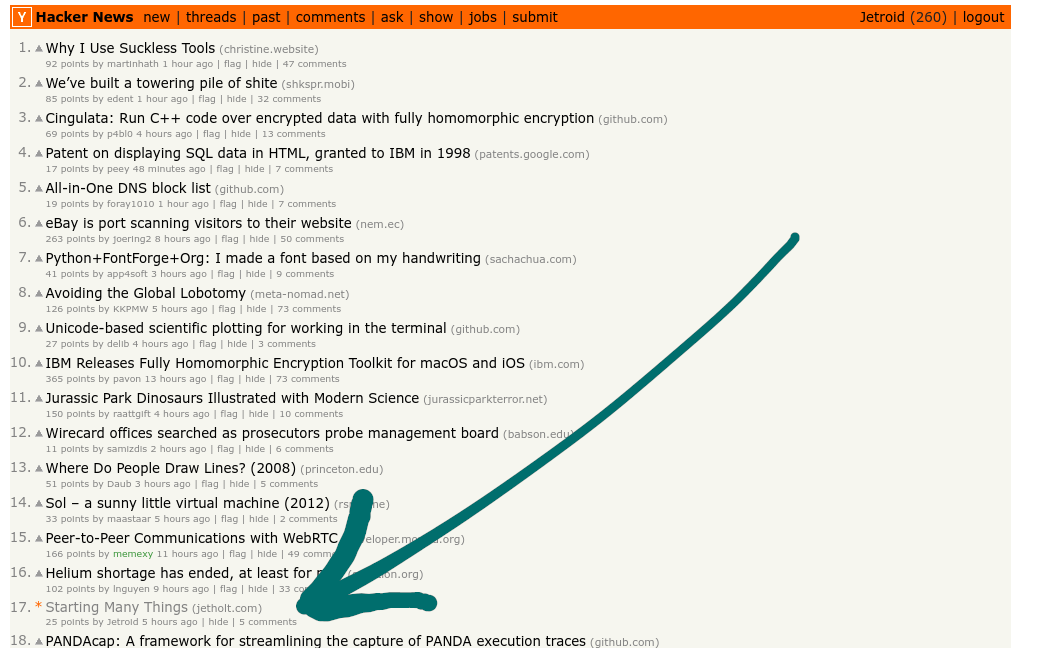 Y Hacker News new | threads | past | comments | ask | show | jobs | submit Jetroid (260) | logout
1. Why I Use Suckless Tools (christine.website)
92 points by martinhath 1 hour ago | flag | hide | 47 comments
2. We’ve built a towering pile of shite (shkspr.mobi)
85 points by edent 1 hour ago | flag | hide | 32 comments
3. Cingulata: Run C++ code over encrypted data with fully homomorphic encryption (github.com)
69 points by p4bl0 4 hours ago | flag | hide | 13 comments
4. Patent on displaying SQL data in HTML, granted to IBM in 1998 (patents.google.com)
17 points by peey 48 minutes ago | flag | hide | 7 comments
5. All-in-One DNS block list (github.com)
19 points by foray1010 1 hour ago | flag | hide | 7 comments
6. eBay is port scanning visitors to their website (nem.ec)
263 points by joering2 8 hours ago | flag | hide | 50 comments
7. Python+FontForge+Org: I made a font based on my handwriting (sachachua.com)
41 points by app4soft 3 hours ago | flag | hide | 9 comments
8. Avoiding the Global Lobotomy (meta-nomad.net)
126 points by KKPMW 5 hours ago | flag | hide | 73 comments
9. Unicode-based scientific plotting for working in the terminal (github.com)
27 points by delib 4 hours ago | flag | hide | 3 comments
10. IBM Releases Fully Homomorphic Encryption Toolkit for macOS and iOS (ibm.com)
365 points by pavon 13 hours ago | flag | hide | 73 comments
11. Jurassic Park Dinosaurs Illustrated with Modern Science (jurassicparkterror.net)
150 points by raattgift 4 hours ago | flag | hide | 10 comments
12. Wirecard offices searched as prosecutors probe management board (babson.edu)
11 points by samizdis 2 hours ago | flag | hide | 6 comments
13. Where Do People Draw Lines? (2008) (princeton.edu)
51 points by Daub 3 hours ago | flag | hide | 5 comments
14. Sol – a sunny little virtual machine (2012)
33 points by maastaar 5 hours ago | flag | hide | 2 comments
15. Peer-to-Peer Communications with WebRTC
166 points by memexy 11 hours ago | flag | hide | 49
16. Helium shortage has ended, at least for
102 points by lnguyen 9 hours ago | flag | hide | 33
17. * Starting Many Things (jetholt.com)
25 points by Jetroid 5 hours ago | hide | 5 comments
18. PANDAcap: A framework for streamlining the capture of PANDA execution traces (github.com)